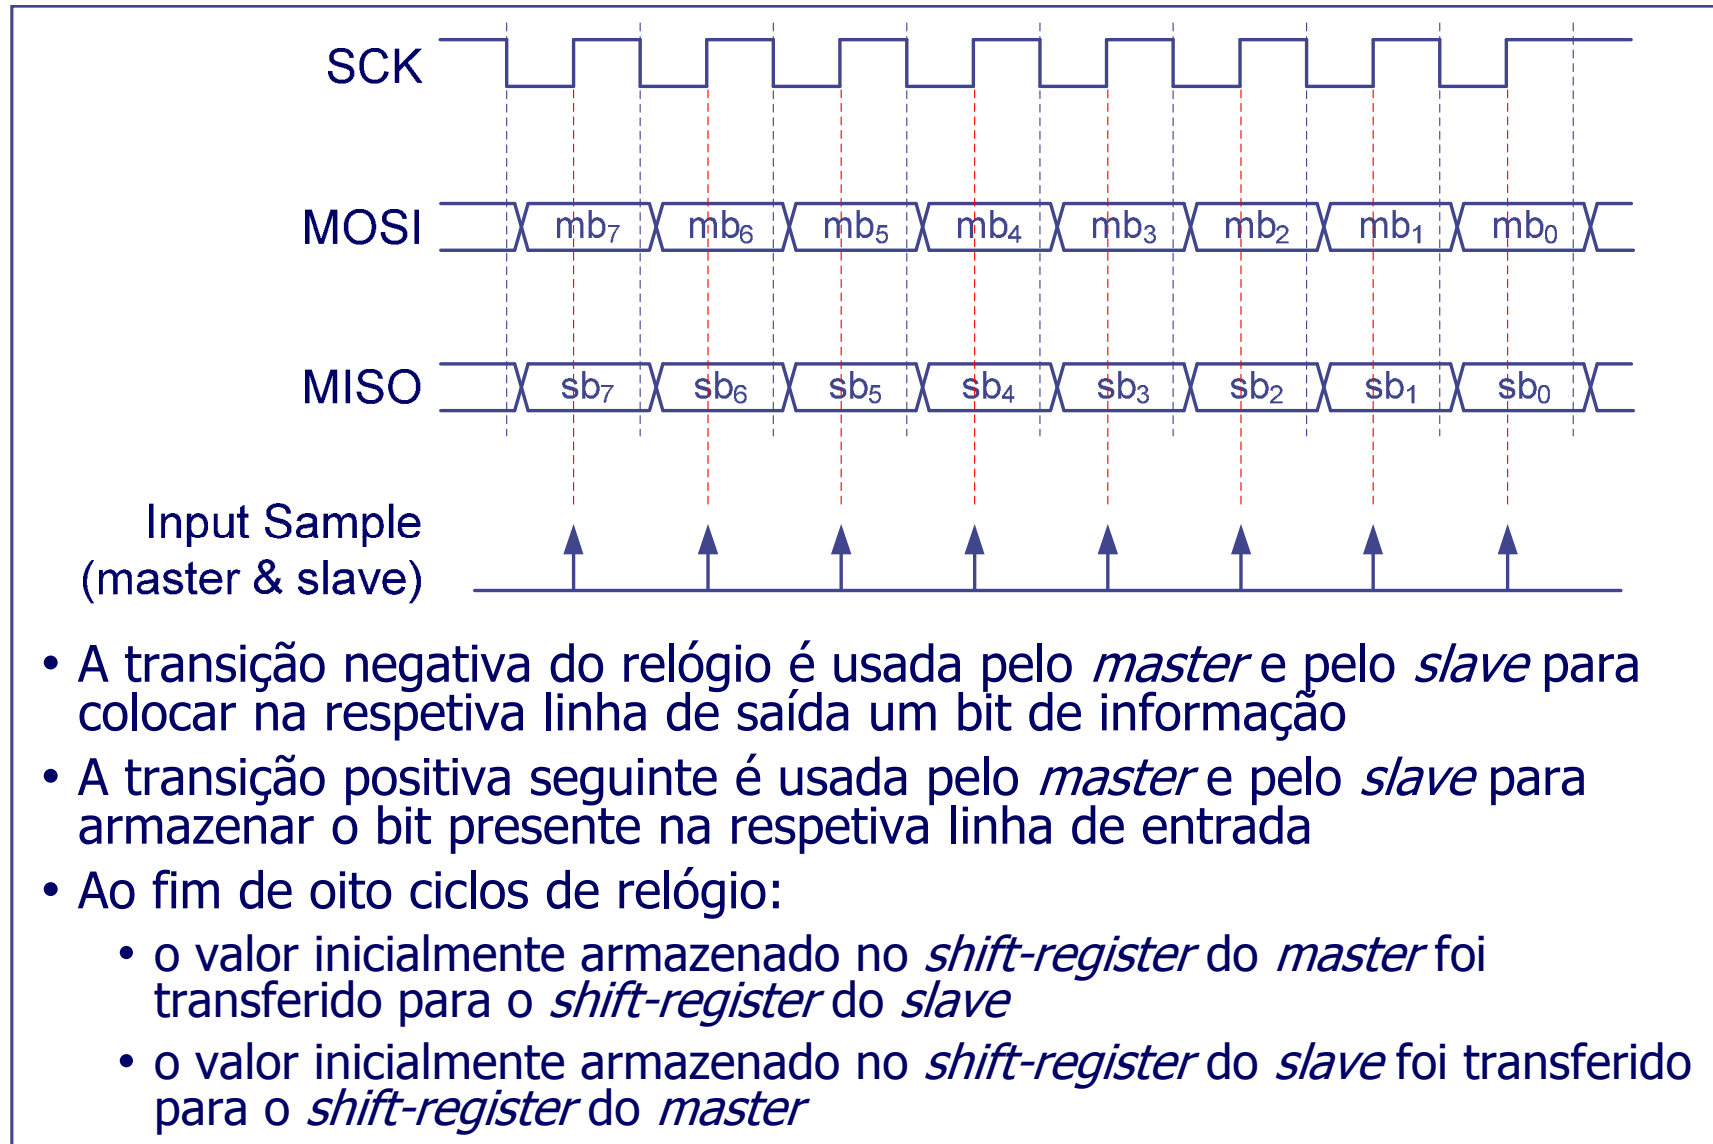 SCK
MOSI mb7 mb6 mb5 mb4 mb3 mb2 mb1 mb0
MISO sb7 sb6 sb5 sb4 sb3 sb2 sb1 sb0
Input Sample
(master & slave)
• A transição negativa do relógio é usada pelo master e pelo slave para
colocar na respetiva linha de saída um bit de informação
• A transição positiva seguinte é usada pelo master e pelo slave para
armazenar o bit presente na respetiva linha de entrada
• Ao fim de oito ciclos de relógio:
• o valor inicialmente armazenado no shift-register do master foi
transferido para o shift-register do slave
• o valor inicialmente armazenado no shift-register do slave foi transferido
para o shift-register do master